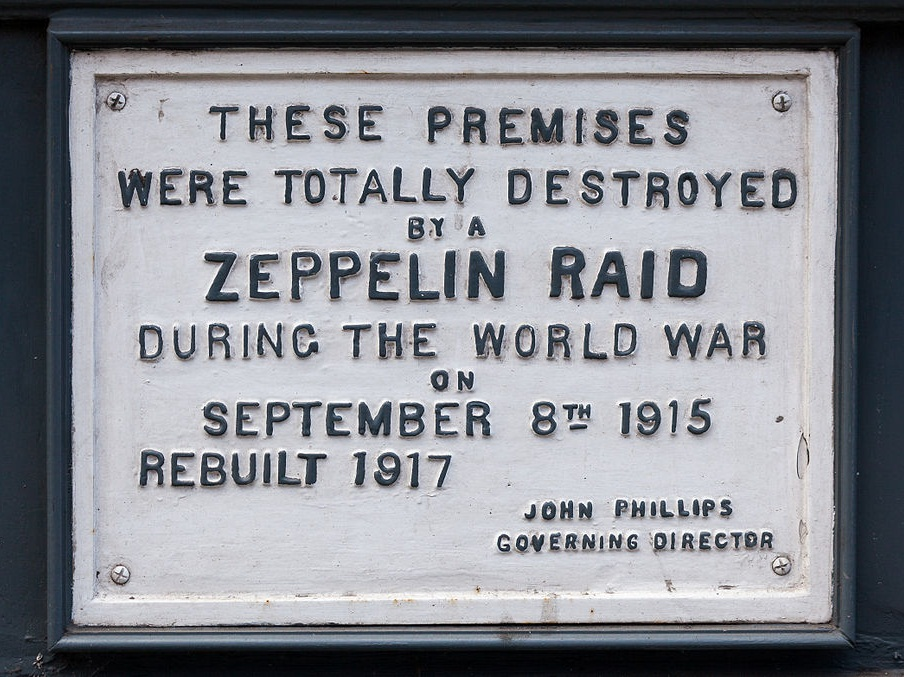 THESE PREMISES
WERE TOTALLY DESTROYED
BY A
ZEPPELIN RAID
DURING THE WORLD WAR
ON
SEPTEMBER 8TH 1915
REBUILT 1917
JOHN PHILLIPS
GOVERNING DIRECTOR